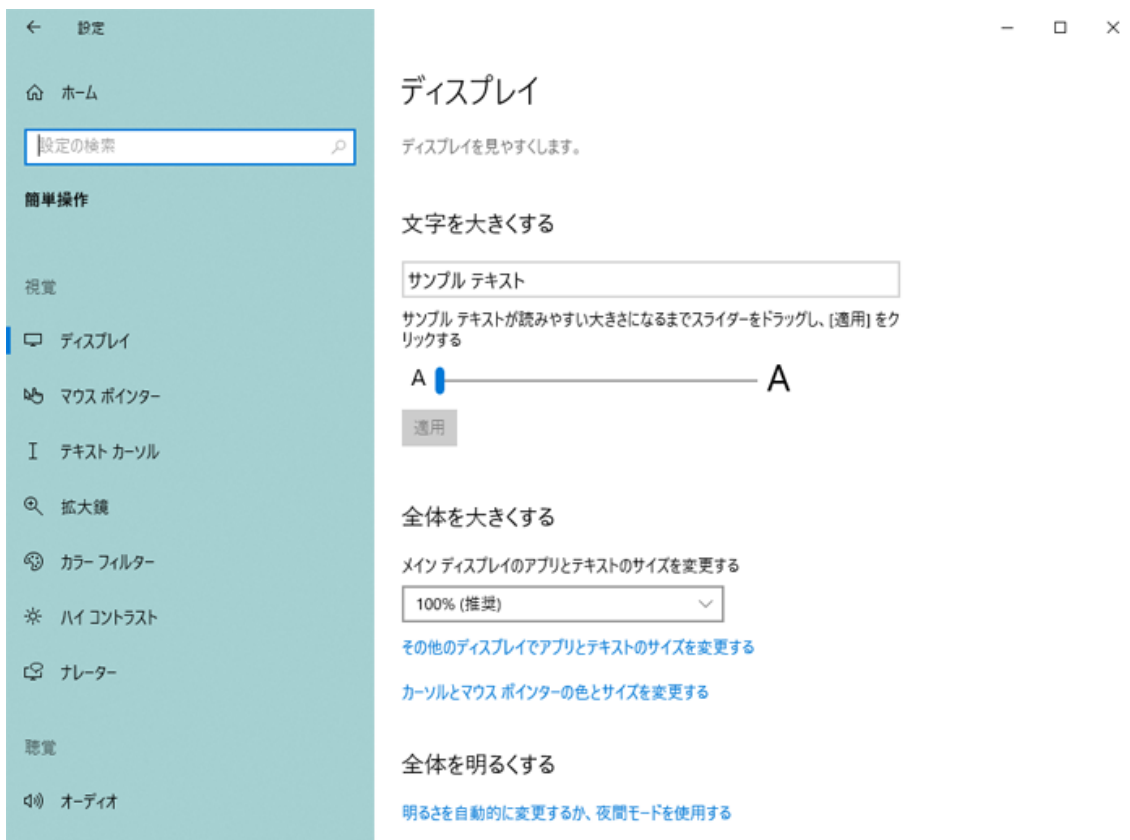 設定
ホーム
設定の検索
簡単操作
視覚
ディスプレイ
マウス ポインター
テキスト カーソル
拡大鏡
カラー フィルター
ハイ コントラスト
ナレーター
聴覚
オーディオ
ディスプレイ
ディスプレイを見やすくします。
文字を大きくする
サンプル テキスト
サンプル テキストが読みやすい大きさになるまでスライダーをドラッグし、[適用] をク
リックする
A A
適用
全体を大きくする
メイン ディスプレイのアプリとテキストのサイズを変更する
100% (推奨)
その他のディスプレイでアプリとテキストのサイズを変更する
カーソルとマウス ポインターの色とサイズを変更する
全体を明るくする
明るさを自動的に変更するか、夜間モードを使用する